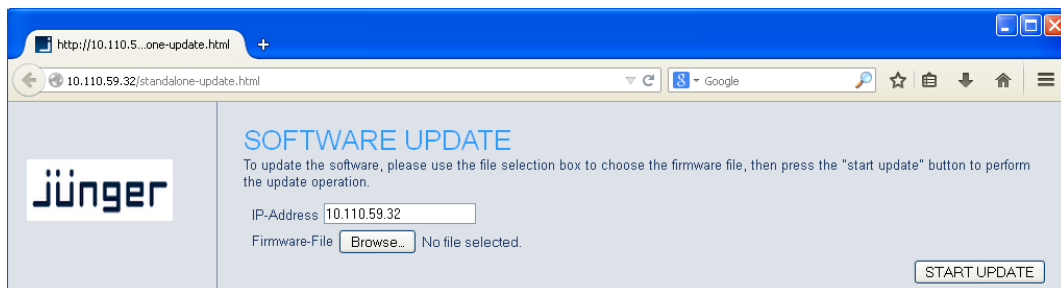 http://10.110.5...one-update.html
10.110.59.32/standalone-update.html
8 Google
jünger
SOFTWARE UPDATE
To update the software, please use the file selection box to choose the firmware file, then press the "start update" button to perform
the update operation.
IP-Address 10.110.59.32
Firmware-File Browse... No file selected.
START UPDATE